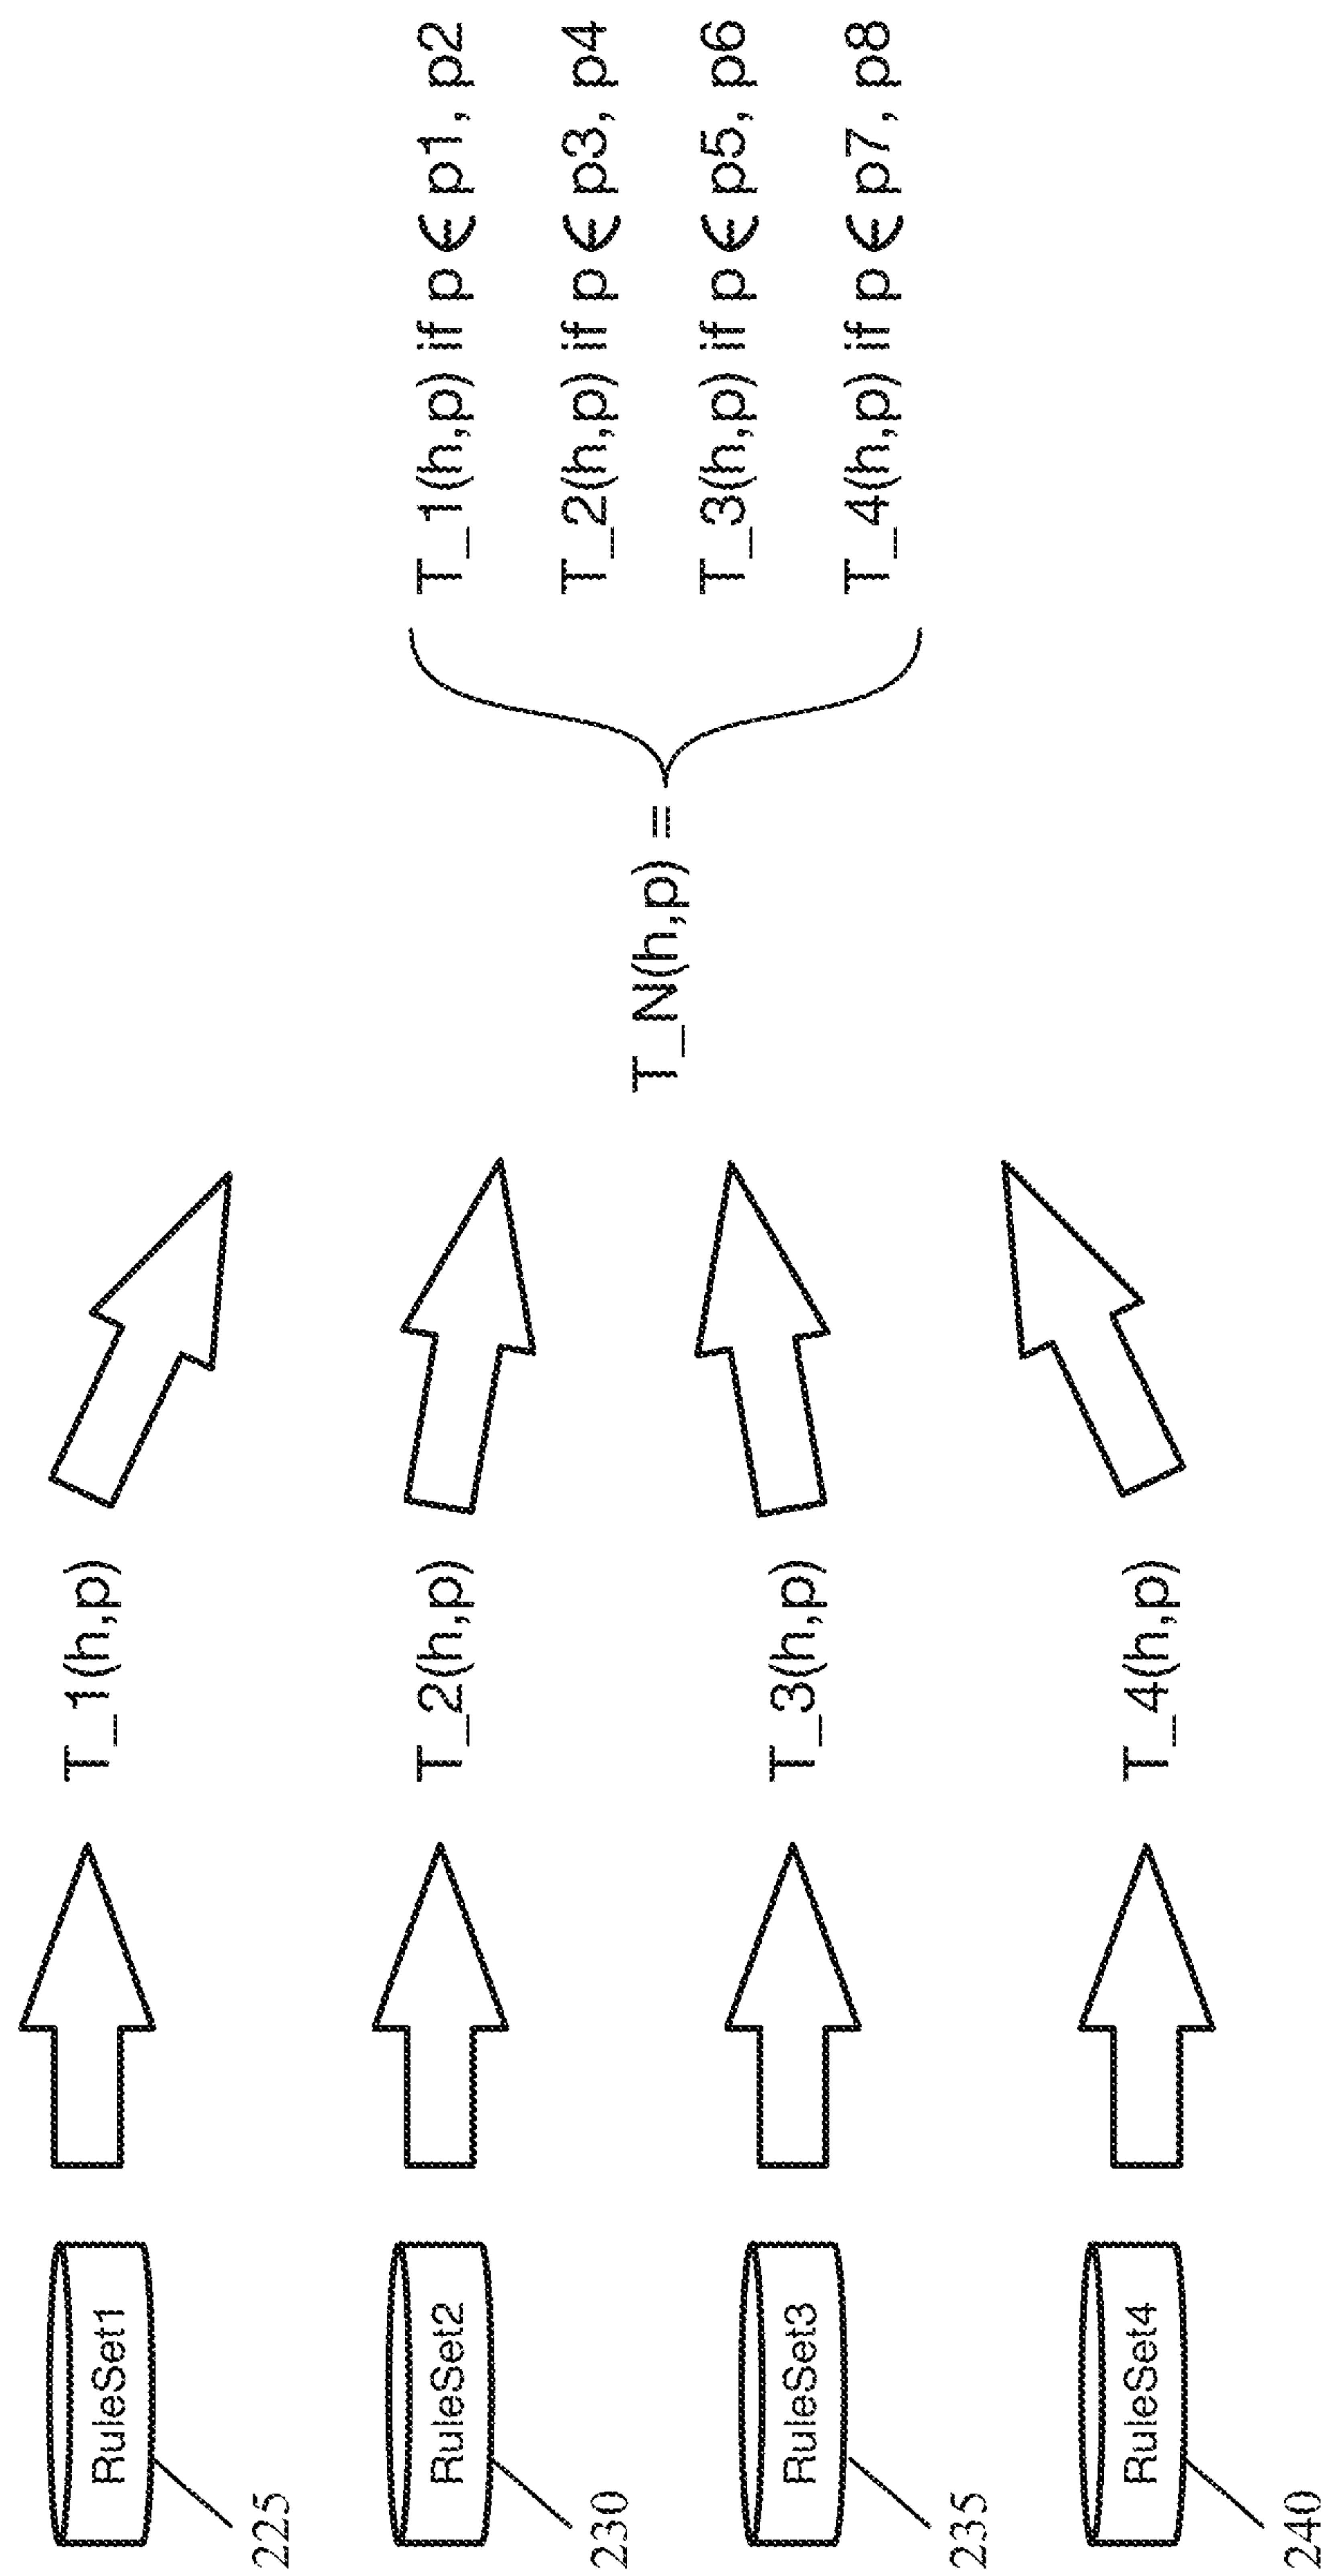 RuleSet1
225
T_1(h,p)
RuleSet2
230
T_2(h,p)
RuleSet3
235
T_3(h,p)
RuleSet4
240
T_4(h,p)
T_N(h,p) =
T_1(h,p) if p ∈ p1, p2
T_2(h,p) if p ∈ p3, p4
T_3(h,p) if p ∈ p5, p6
T_4(h,p) if p ∈ p7, p8